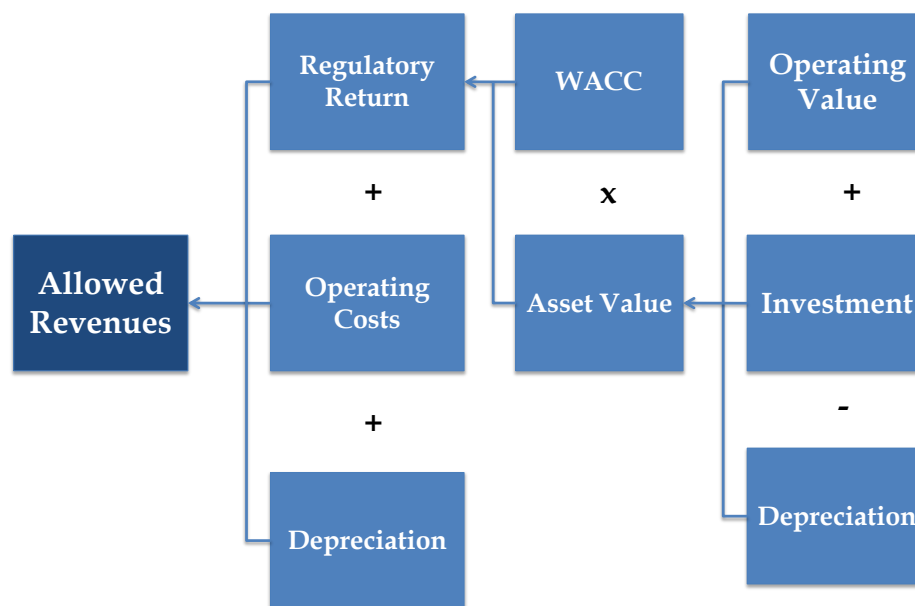 Regulatory
Return
WACC
Operating
Value
+
x
+
Allowed
Revenues
Operating
Costs
Asset Value
Investment
+
-
Depreciation
Depreciation